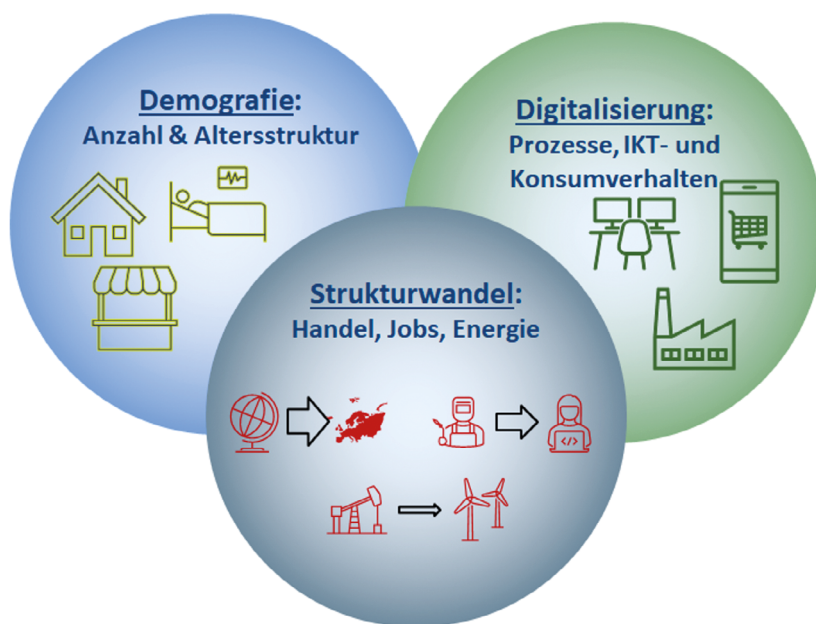 Demografie:
Anzahl & Altersstruktur
Digitalisierung:
Prozesse, IKT- und
Konsumverhalten
Strukturwandel:
Handel, Jobs, Energie
</>